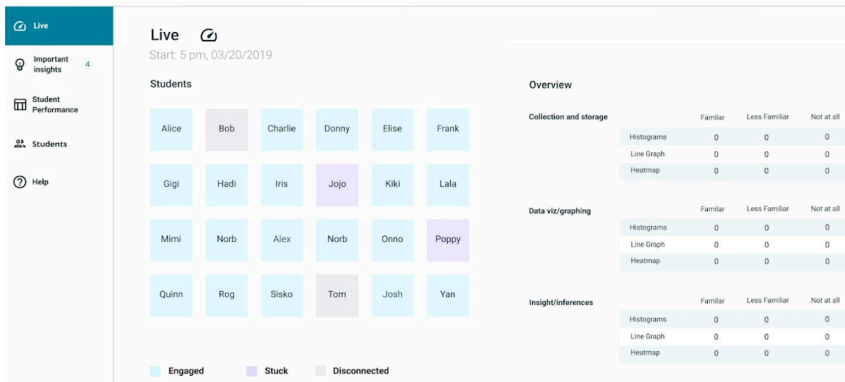 Live
Important
insights
4
Student
Performance
Students
Help
Live
Start: 5 pm, 03/20/2019
Students
Alice Bob Charlie Donny Elise Frank
Gigi Hadi Iris Jojo Kiki Lala
Mimi Norb Alex Norb Onno Poppy
Quinn Rog Sisko Tom Josh Yan
Engaged Stuck Disconnected
Overview
Collection and storage Familar Less Familiar Not at all
Histograms 0 0 0
Line Graph 0 0 0
Heatmap 0 0 0
Data viz/graphing Familar Less Familiar Not at all
Histograms 0 0 0
Line Graph 0 0 0
Heatmap 0 0 0
Insight/inferences Familar Less Familiar Not at all
Histograms 0 0 0
Line Graph 0 0 0
Heatmap 0 0 0